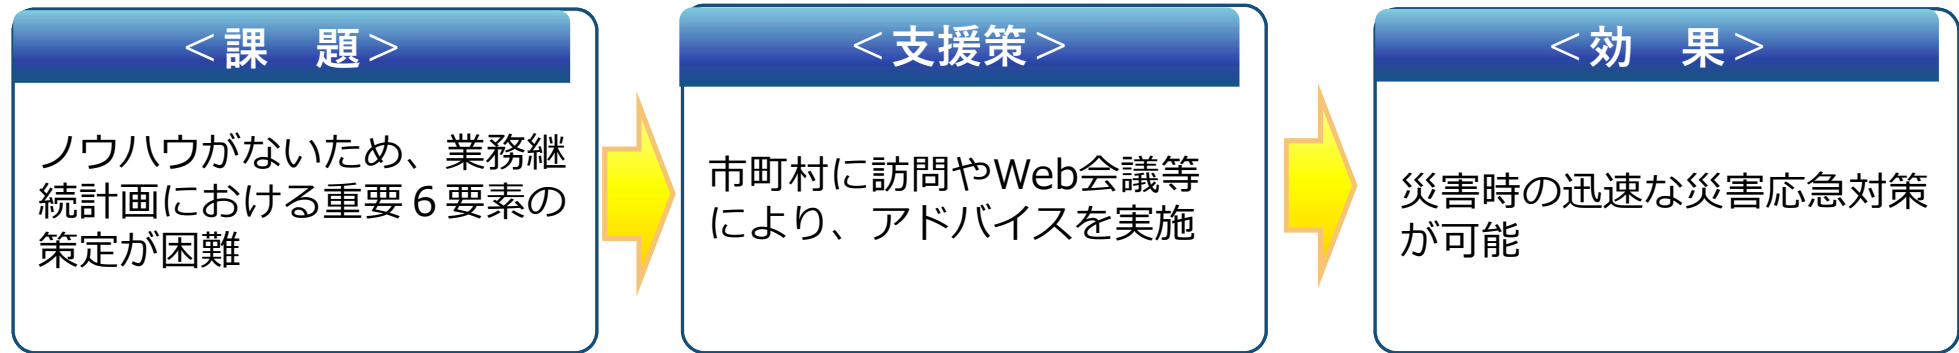 ＜課　題＞
ノウハウがないため、業務継
続計画における重要６要素の
策定が困難
＜支援策＞
市町村に訪問やWeb会議等
により、アドバイスを実施
＜効　果＞
災害時の迅速な災害応急対策
が可能